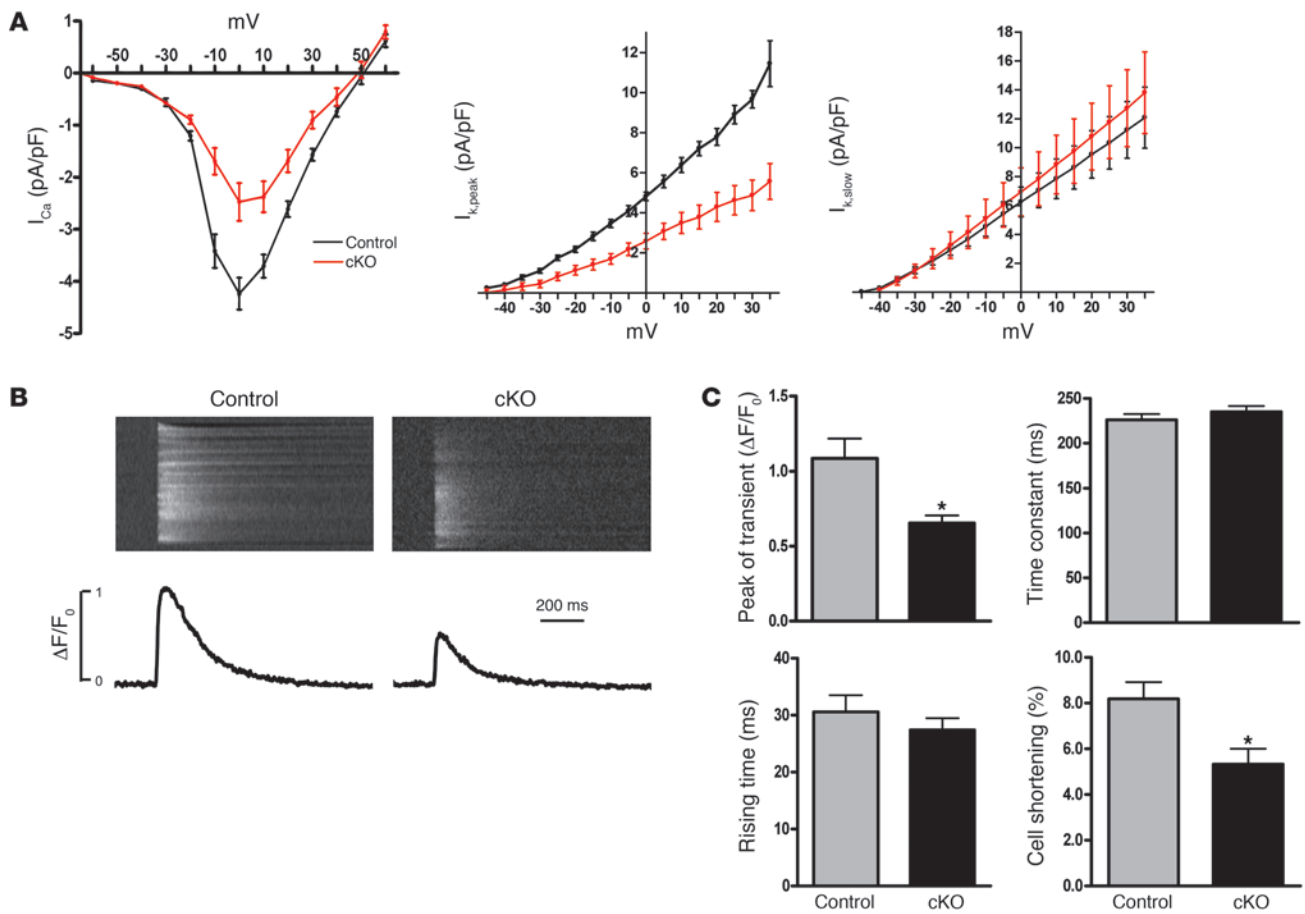 A
mV
1
0
-1
-2
-3
-4
-5
-50 -30 -10 10 30 50
I_Ca (pA/pF)
Control
cKO
12
10
8
6
4
2
-40 -30 -20 -10 0 10 20 30
I_k,peak (pA/pF)
mV
18
16
14
12
10
8
6
4
2
-40 -30 -20 -10 0 10 20 30
I_k,slow (pA/pF)
mV
B
Control cKO
ΔF/F₀
1
0
200 ms
C
Peak of transient (ΔF/F₀)
1.5
1.0
0.5
0.0
*
Time constant (ms)
250
200
150
100
50
0
Rising time (ms)
40
30
20
10
0
Control cKO
Cell shortening (%)
10.0
8.0
6.0
4.0
2.0
0.0
*
Control cKO